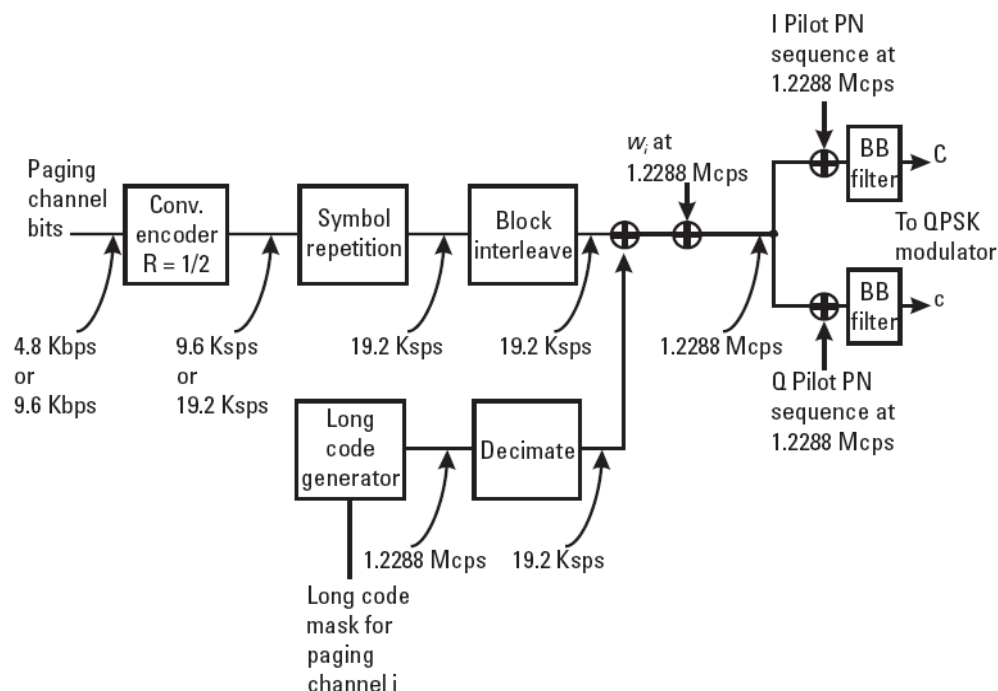 I Pilot PN
sequence at
1.2288 Mcps
w_i at
1.2288 Mcps
BB
filter
C
Paging
channel
bits
Conv.
encoder
R = 1/2
Symbol
repetition
Block
interleave
To QPSK
modulator
BB
filter
c
4.8 Kbps
or
9.6 Kbps
9.6 Ksps
or
19.2 Ksps
19.2 Ksps
19.2 Ksps
1.2288 Mcps
Q Pilot PN
sequence at
1.2288 Mcps
Long
code
generator
Decimate
1.2288 Mcps
19.2 Ksps
Long code
mask for
paging
channel i